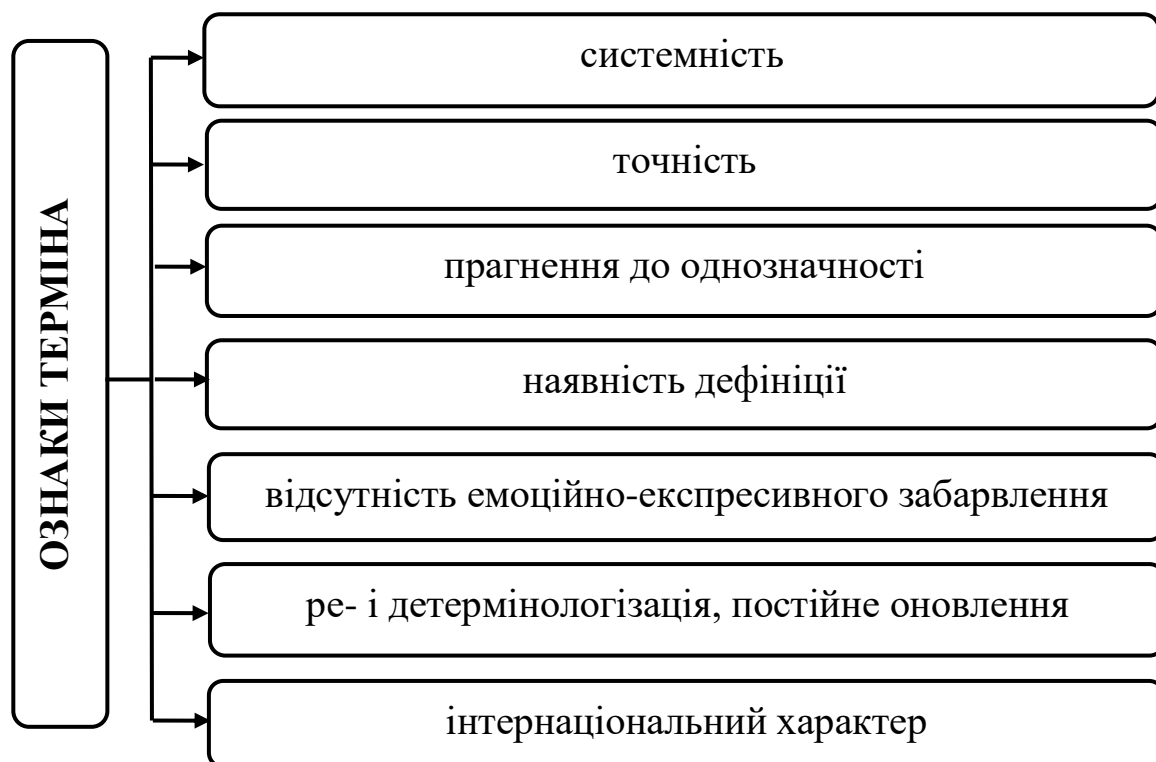 ОЗНАКИ ТЕРМІНА
системність
точність
прагнення до однозначності
наявність дефініції
відсутність емоційно-експресивного забарвлення
ре- і детермінологізація, постійне оновлення
інтернаціональний характер